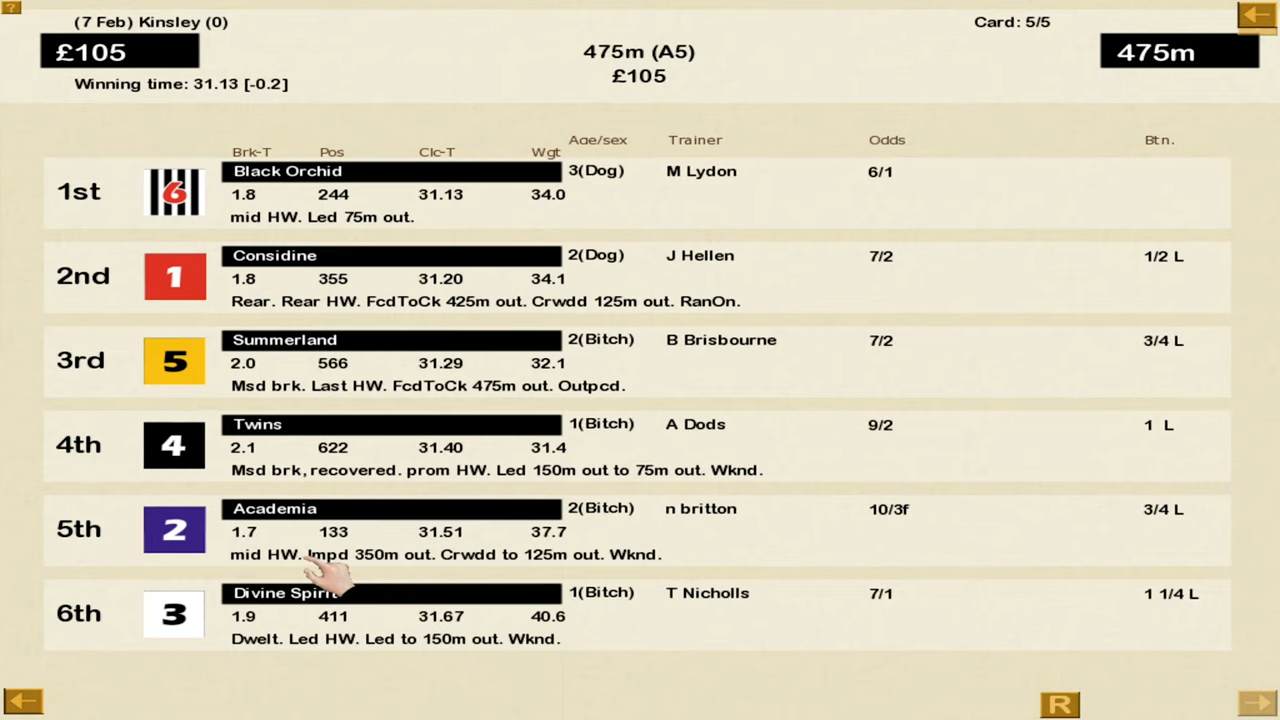 ?
(7 Feb) Kinsley (0)
Card: 5/5
£105
475m (A5)
475m
£105
Winning time: 31.13 [-0.2]
Brk-T Pos Clc-T Wgt Age/sex Trainer Odds Btn.
1st 6 Black Orchid 3(Dog) M Lydon 6/1
1.8 244 31.13 34.0
mid HW. Led 75m out.
2nd 1 Considine 2(Dog) J Hellen 7/2 1/2 L
1.8 355 31.20 34.1
Rear. Rear HW. FcdToCk 425m out. Crwdd 125m out. RanOn.
3rd 5 Summerland 2(Bitch) B Brisbourne 7/2 3/4 L
2.0 566 31.29 32.1
Msd brk. Last HW. FcdToCk 475m out. Outpcd.
4th 4 Twins 1(Bitch) A Dods 9/2 1 L
2.1 622 31.40 31.4
Msd brk, recovered. prom HW. Led 150m out to 75m out. Wknd.
5th 2 Academia 2(Bitch) n britton 10/3f 3/4 L
1.7 133 31.51 37.7
mid HW. Impd 350m out. Crwdd to 125m out. Wknd.
6th 3 Divine Spirit 1(Bitch) T Nicholls 7/1 1 1/4 L
1.9 411 31.67 40.6
Dwelt. Led HW. Led to 150m out. Wknd.
R